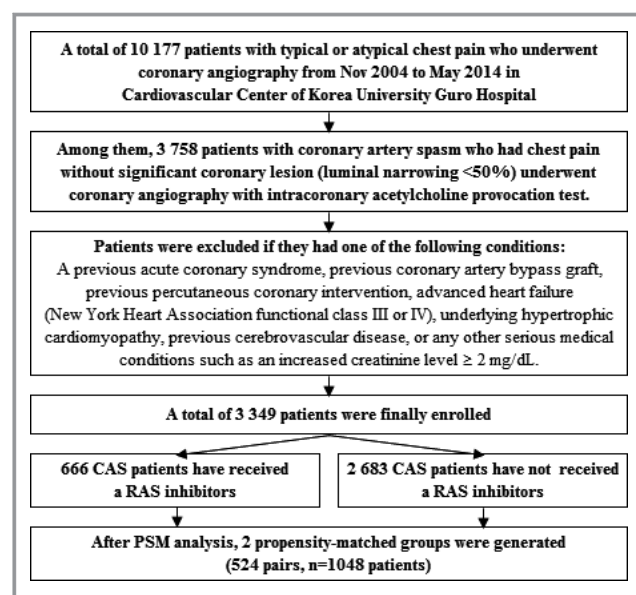 A total of 10 177 patients with typical or atypical chest pain who underwent
coronary angiography from Nov 2004 to May 2014 in
Cardiovascular Center of Korea University Guro Hospital
Among them, 3 758 patients with coronary artery spasm who had chest pain
without significant coronary lesion (luminal narrowing <50%) underwent
coronary angiography with intracoronary acetylcholine provocation test.
Patients were excluded if they had one of the following conditions:
A previous acute coronary syndrome, previous coronary artery bypass graft,
previous percutaneous coronary intervention, advanced heart failure
(New York Heart Association functional class III or IV), underlying hypertrophic
cardiomyopathy, previous cerebrovascular disease, or any other serious medical
conditions such as an increased creatinine level ≥ 2 mg/dL.
A total of 3 349 patients were finally enrolled
666 CAS patients have received
a RAS inhibitors
2 683 CAS patients have not received
a RAS inhibitors
After PSM analysis, 2 propensity-matched groups were generated
(524 pairs, n=1048 patients)